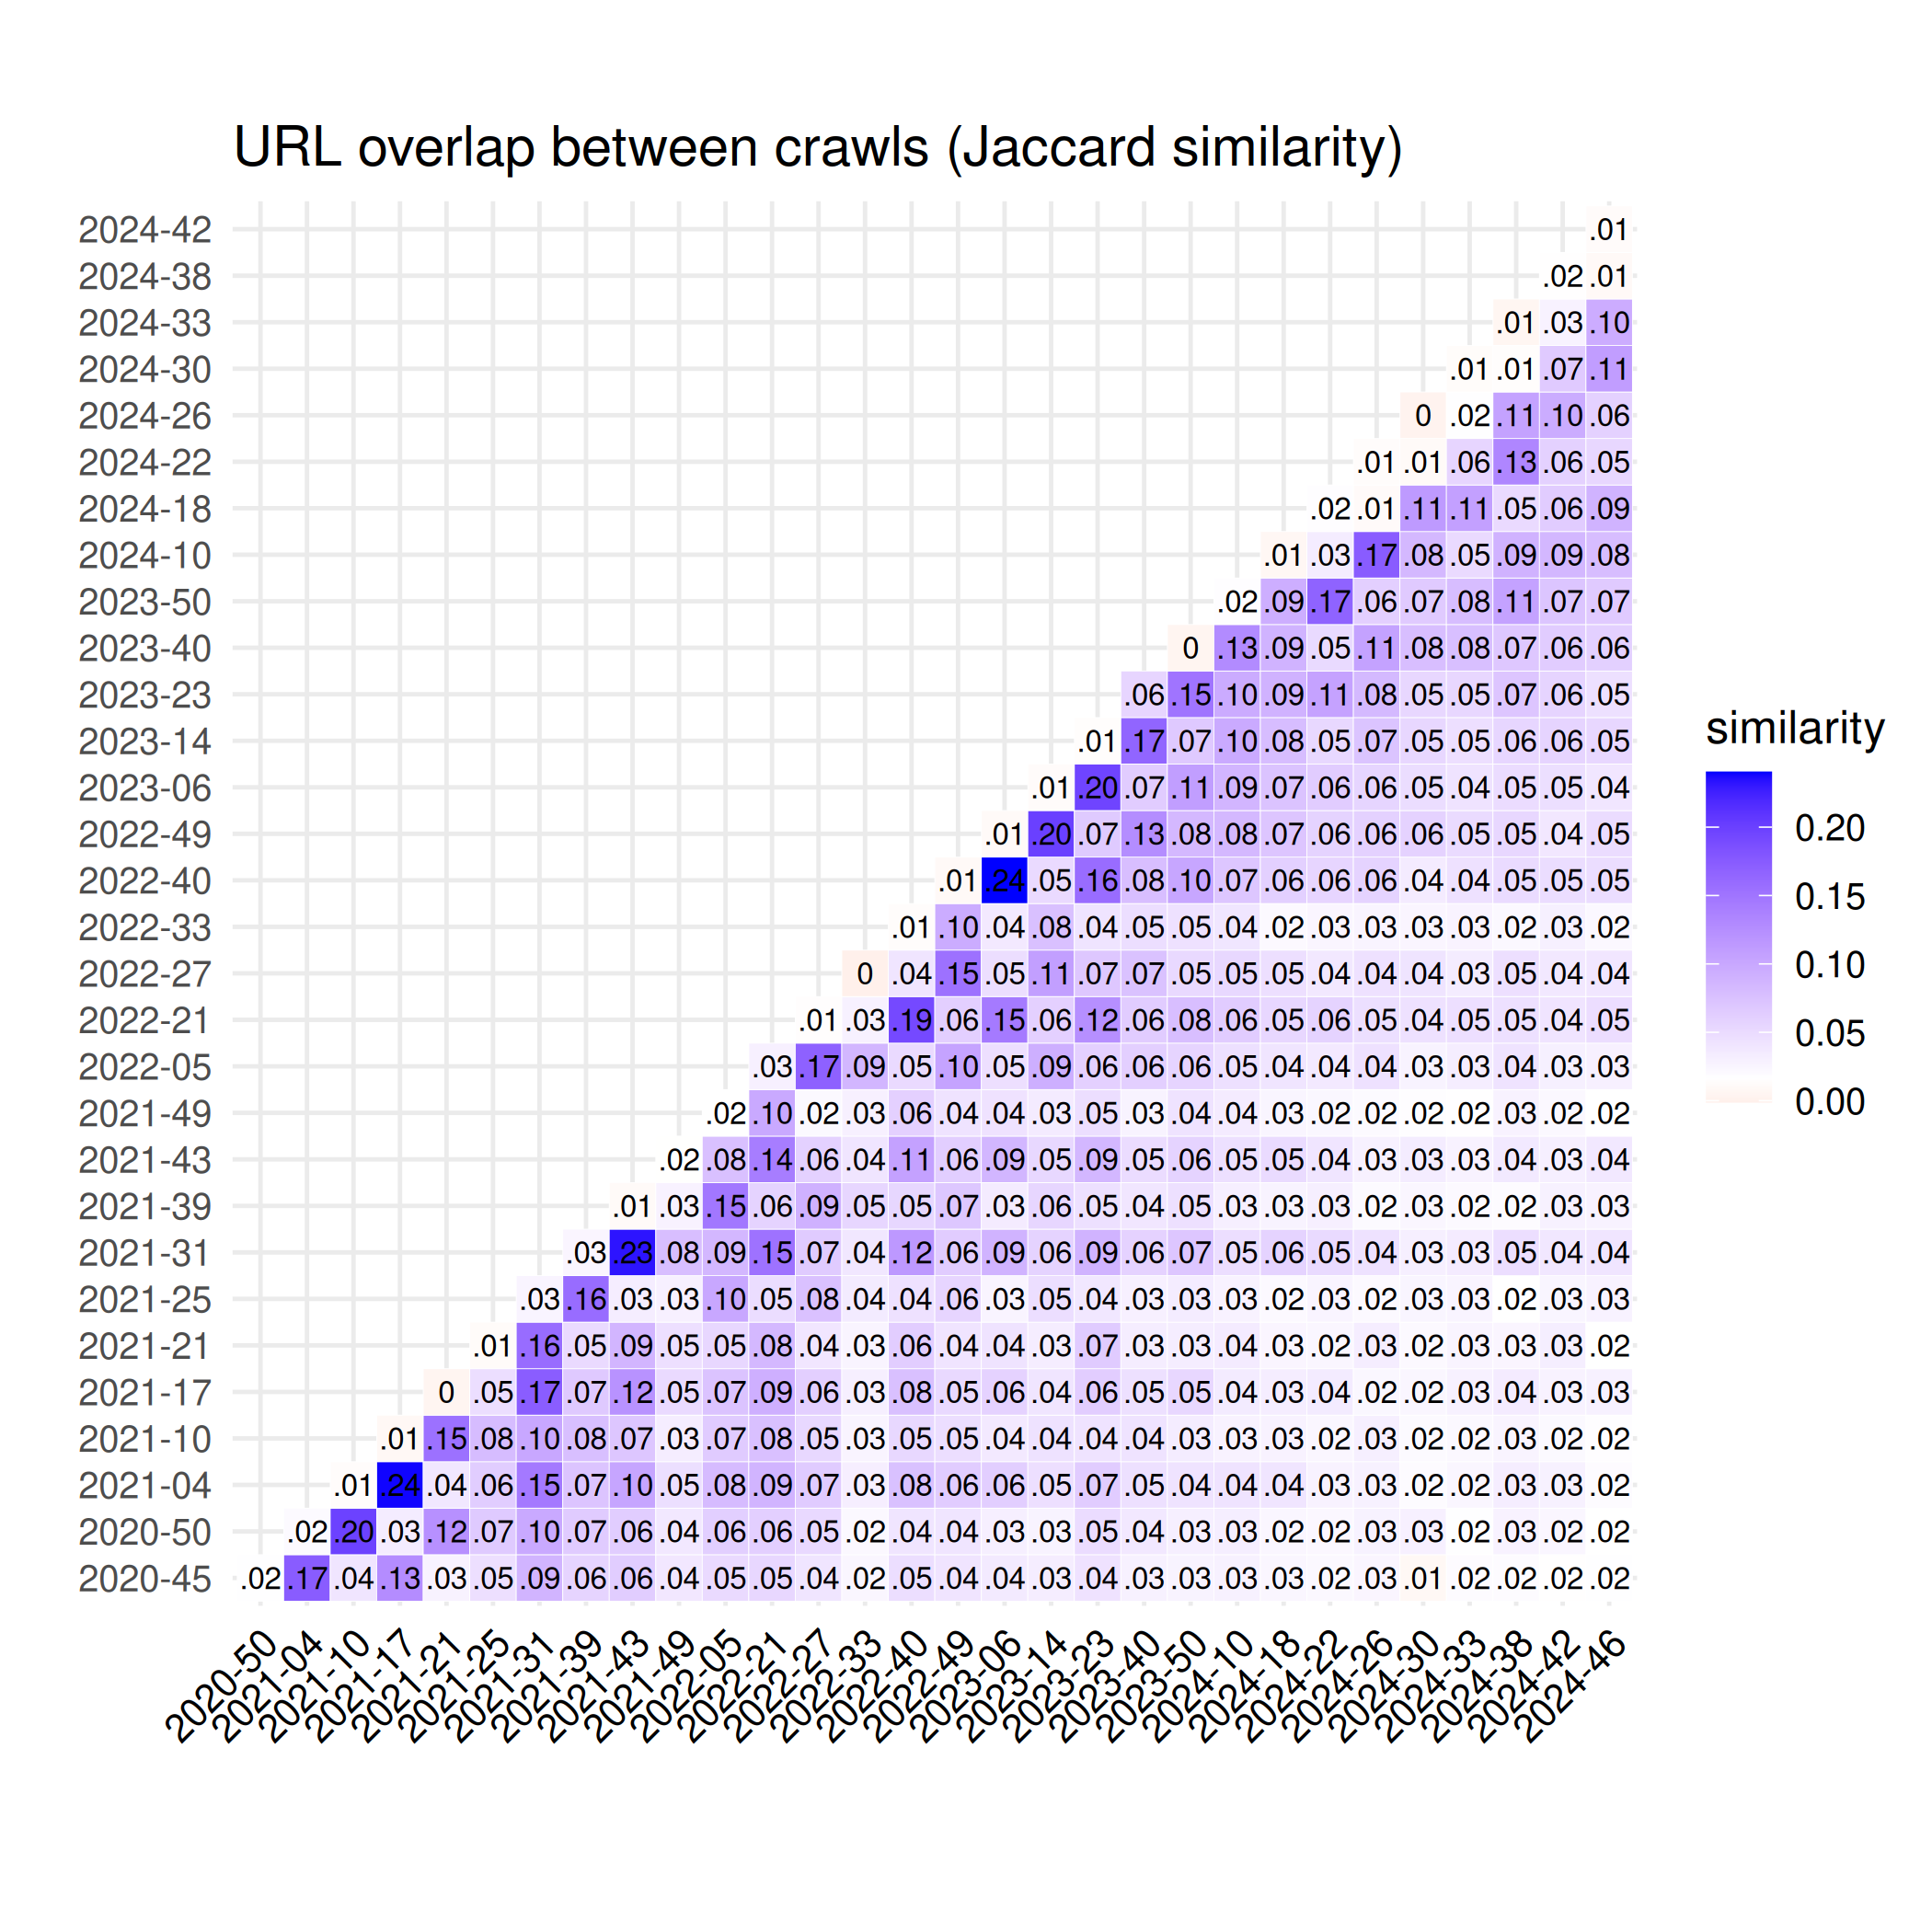 URL overlap between crawls (Jaccard similarity)
2024-42 .01
2024-38 .02 .01
2024-33 .01 .03 .10
2024-30 .01 .01 .07 .11
2024-26 0 .02 .11 .10 .06
2024-22 .01 .01 .06 .13 .06 .05
2024-18 .02 .01 .11 .11 .05 .06 .09
2024-10 .01 .03 .17 .08 .05 .09 .09 .08
2023-50 .02 .09 .17 .06 .07 .08 .11 .07 .07
2023-40 0 .13 .09 .05 .11 .08 .08 .07 .06 .06
2023-23 .06 .15 .10 .09 .11 .08 .05 .05 .07 .06 .05
2023-14 .01 .17 .07 .10 .08 .05 .07 .05 .05 .06 .06 .05
2023-06 .01 .20 .07 .11 .09 .07 .06 .06 .05 .04 .05 .05 .04
2022-49 .01 .20 .07 .13 .08 .08 .07 .06 .06 .06 .05 .05 .04 .05
2022-40 .01 .24 .05 .16 .08 .10 .07 .06 .06 .06 .04 .04 .05 .05 .05
2022-33 .01 .10 .04 .08 .04 .05 .05 .04 .02 .03 .03 .03 .03 .02 .03 .02
2022-27 0 .04 .15 .05 .11 .07 .07 .05 .05 .05 .04 .04 .04 .03 .05 .04 .04
2022-21 .01 .03 .19 .06 .15 .06 .12 .06 .08 .06 .05 .06 .05 .04 .05 .05 .04 .05
2022-05 .03 .17 .09 .05 .10 .05 .09 .06 .06 .06 .05 .04 .04 .04 .03 .03 .04 .03 .03
2021-49 .02 .10 .02 .03 .06 .04 .04 .03 .05 .03 .04 .04 .03 .02 .02 .02 .02 .03 .02 .02
2021-43 .02 .08 .14 .06 .04 .11 .06 .09 .05 .09 .05 .06 .05 .05 .04 .03 .03 .03 .04 .03 .04
2021-39 .01 .03 .15 .06 .09 .05 .05 .07 .03 .06 .05 .04 .05 .03 .03 .03 .02 .03 .02 .02 .03 .03
2021-31 .03 .23 .08 .09 .15 .07 .04 .12 .06 .09 .06 .09 .06 .07 .05 .06 .05 .04 .03 .03 .05 .04 .04
2021-25 .03 .16 .03 .03 .10 .05 .08 .04 .04 .06 .03 .05 .04 .03 .03 .03 .02 .03 .02 .03 .03 .02 .03 .03
2021-21 .01 .16 .05 .09 .05 .05 .08 .04 .03 .06 .04 .04 .03 .07 .03 .03 .04 .03 .02 .03 .02 .03 .03 .03 .02
2021-17 0 .05 .17 .07 .12 .05 .07 .09 .06 .03 .08 .05 .06 .04 .06 .05 .05 .04 .03 .04 .02 .02 .03 .04 .03 .03
2021-10 .01 .15 .08 .10 .08 .07 .03 .07 .08 .05 .03 .05 .05 .04 .04 .04 .04 .03 .03 .03 .02 .03 .02 .02 .03 .02 .02
2021-04 .01 .24 .04 .06 .15 .07 .10 .05 .08 .09 .07 .03 .08 .06 .06 .05 .07 .05 .04 .04 .04 .03 .03 .02 .02 .03 .03 .02
2020-50 .02 .20 .03 .12 .07 .10 .07 .06 .04 .06 .06 .05 .02 .04 .04 .03 .03 .05 .04 .03 .03 .02 .02 .03 .03 .02 .03 .02 .02
2020-45 .02 .17 .04 .13 .03 .05 .09 .06 .06 .04 .05 .05 .04 .02 .05 .04 .04 .03 .04 .03 .03 .03 .03 .02 .03 .01 .02 .02 .02 .02
2020-50 2021-04 2021-10 2021-17 2021-21 2021-25 2021-31 2021-39 2021-43 2021-49 2022-05 2022-21 2022-27 2022-33 2022-40 2022-49 2023-06 2023-14 2023-23 2023-40 2023-50 2024-10 2024-18 2024-22 2024-26 2024-30 2024-33 2024-38 2024-42 2024-46
similarity
0.20
0.15
0.10
0.05
0.00